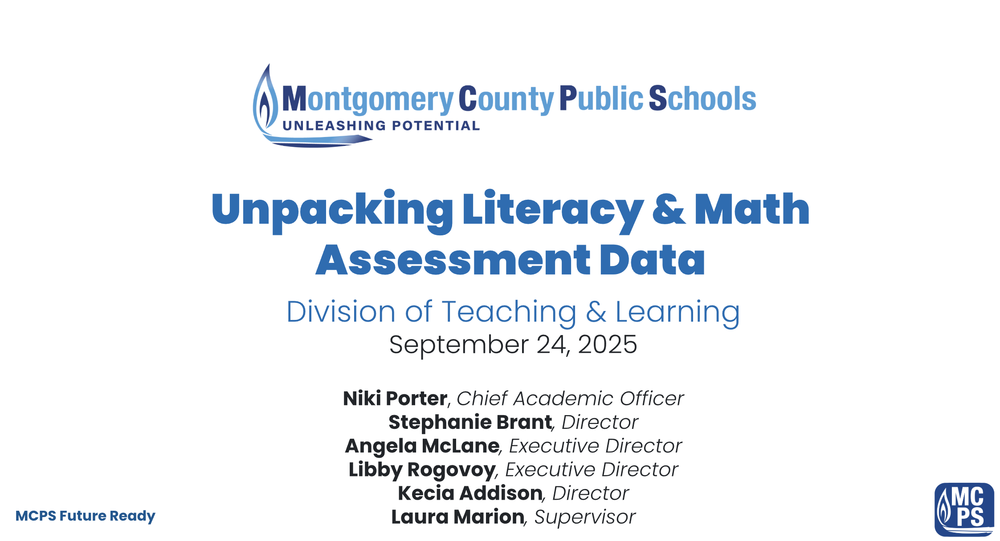 Montgomery County Public Schools
UNLEASHING POTENTIAL
Unpacking Literacy & Math
Assessment Data
Division of Teaching & Learning
September 24, 2025
Niki Porter, Chief Academic Officer
Stephanie Brant, Director
Angela McLane, Executive Director
Libby Rogovoy, Executive Director
Kecia Addison, Director
Laura Marion, Supervisor
MCPS Future Ready
MC
PS